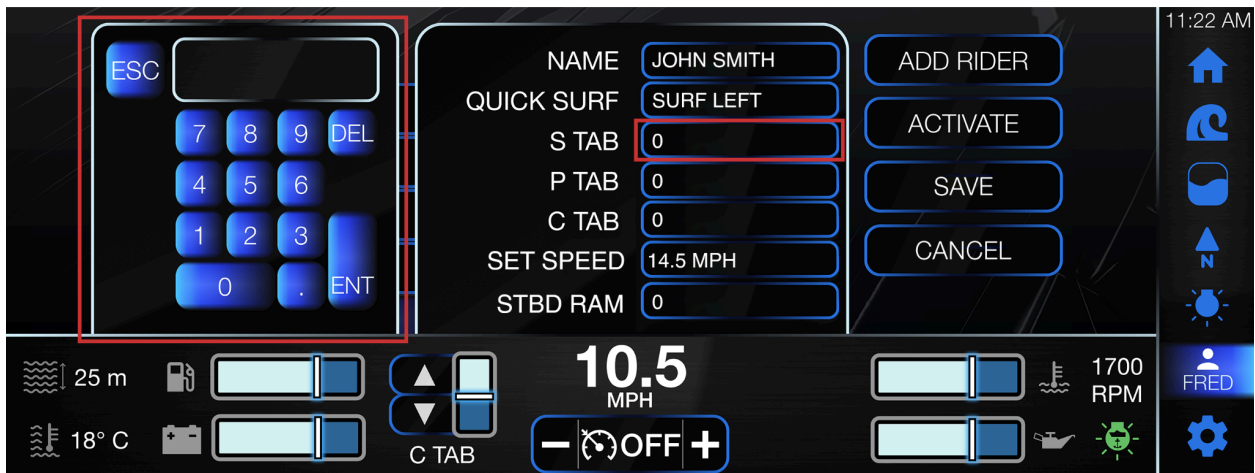 11:22 AM
ESC
7 8 9 DEL
4 5 6
1 2 3
0 . ENT
NAME JOHN SMITH
QUICK SURF SURF LEFT
S TAB 0
P TAB 0
C TAB 0
SET SPEED 14.5 MPH
STBD RAM 0
ADD RIDER
ACTIVATE
SAVE
CANCEL
N
FRED
25 m
18° C
C TAB
10.5
MPH
OFF
1700
RPM